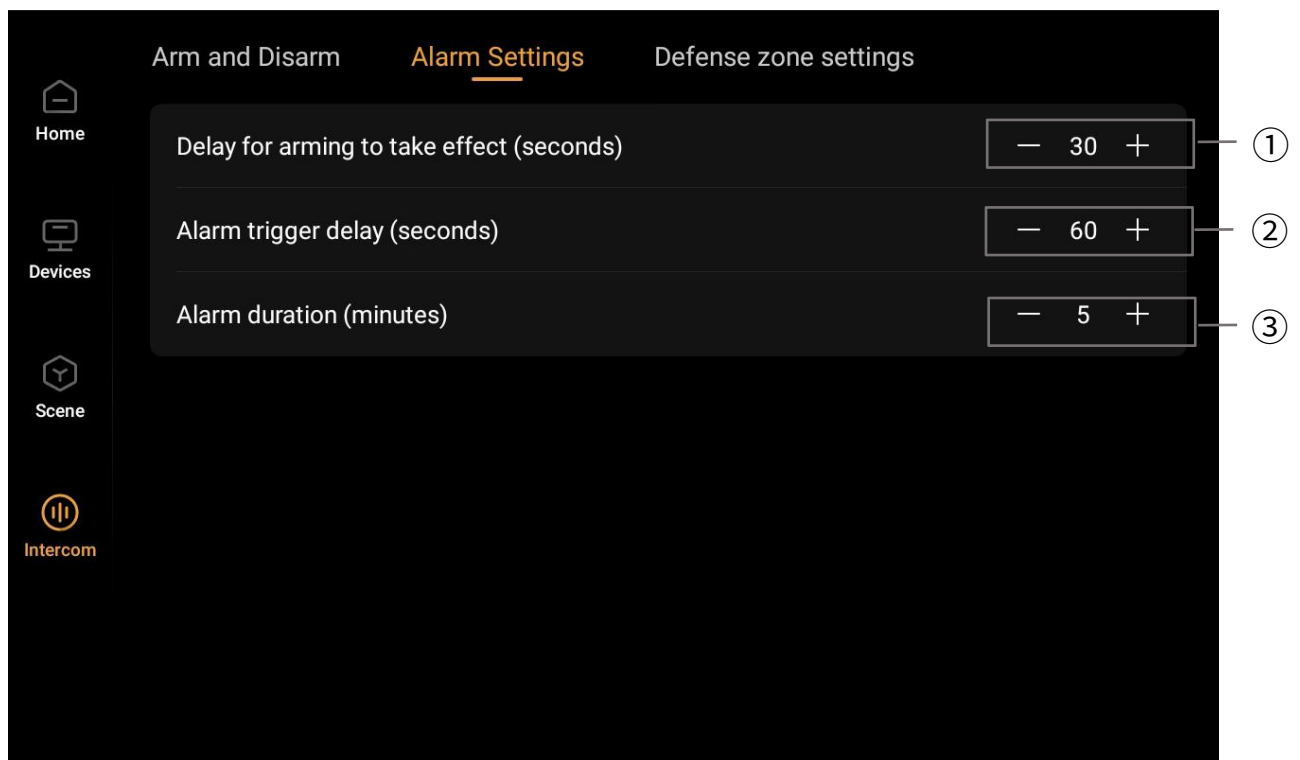 Arm and Disarm Alarm Settings Defense zone settings
Home
Delay for arming to take effect (seconds) — 30 + ①
Devices
Alarm trigger delay (seconds) — 60 + ②
Alarm duration (minutes) — 5 + ③
Scene
Intercom